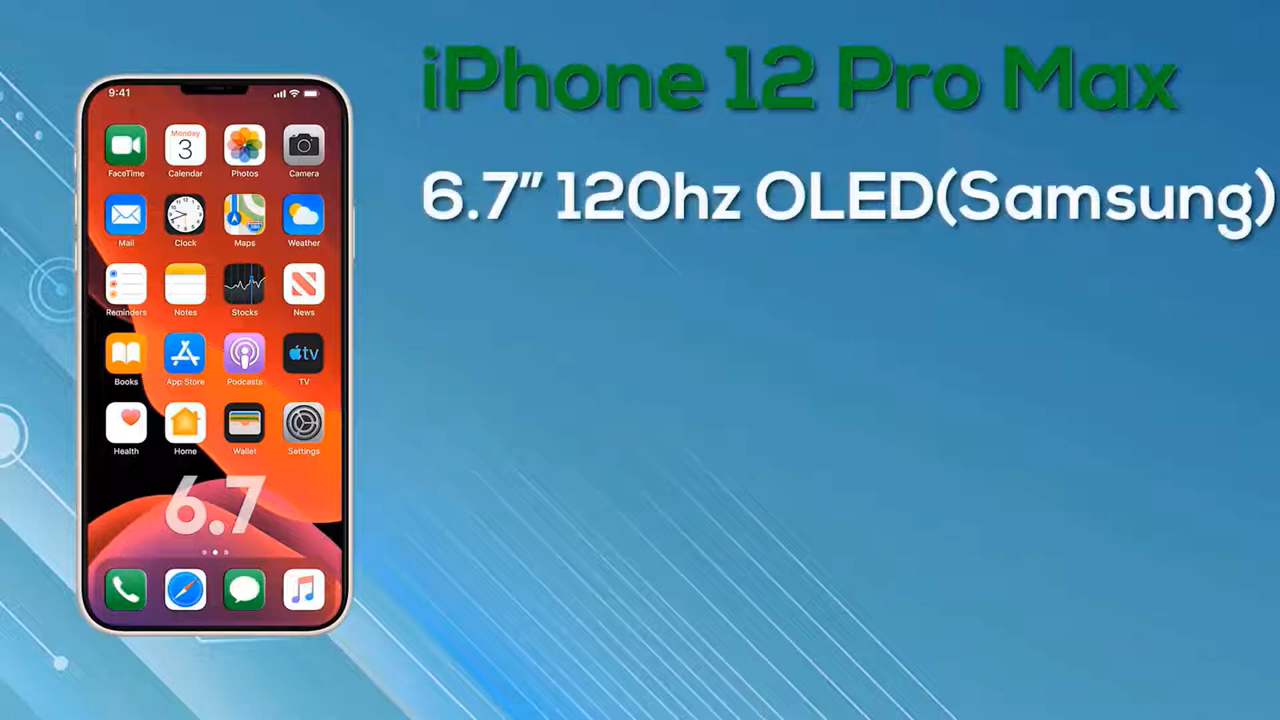 iPhone 12 Pro Max
6.7" 120hz OLED(Samsung)
9:41
FaceTime
Monday
3
Calendar
Photos
Camera
Mail
Clock
Maps
Weather
Reminders
Notes
Stocks
News
Books
App Store
Podcasts
tv
TV
Health
Home
Wallet
Settings
6.7